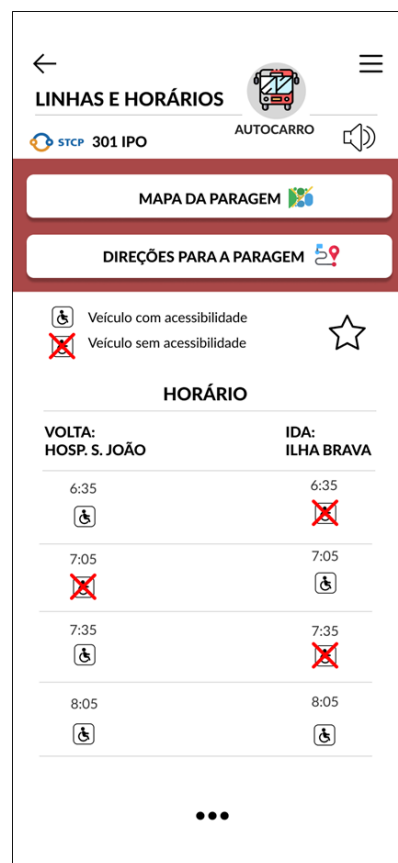 LINHAS E HORÁRIOS
AUTOCARRO
STCP 301 IPO
MAPA DA PARAGEM
DIREÇÕES PARA A PARAGEM
Veículo com acessibilidade
Veículo sem acessibilidade
HORÁRIO
VOLTA: IDA:
HOSP. S. JOÃO ILHA BRAVA
6:35 6:35
7:05 7:05
7:35 7:35
8:05 8:05